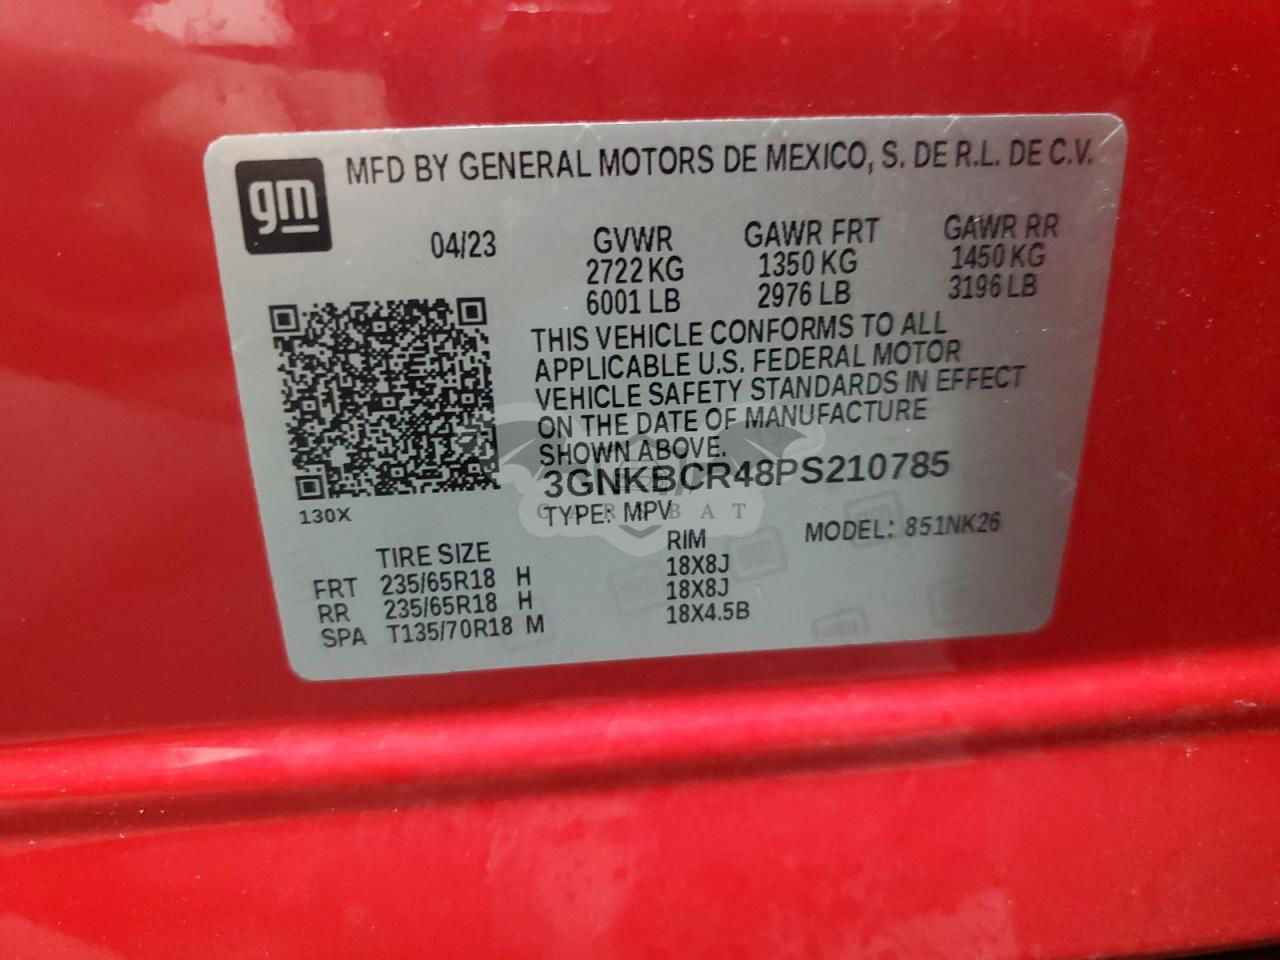 gm MFD BY GENERAL MOTORS DE MEXICO, S. DE R.L. DE C.V.
04/23 GVWR GAWR FRT GAWR RR
2722 KG 1350 KG 1450 KG
6001 LB 2976 LB 3196 LB
THIS VEHICLE CONFORMS TO ALL
APPLICABLE U.S. FEDERAL MOTOR
VEHICLE SAFETY STANDARDS IN EFFECT
ON THE DATE OF MANUFACTURE
SHOWN ABOVE.
3GNKBCR48PS210785
130X TYPE: MPV MODEL: 851NK26
TIRE SIZE RIM
FRT 235/65R18 H 18X8J
RR 235/65R18 H 18X8J
SPA T135/70R18 M 18X4.5B